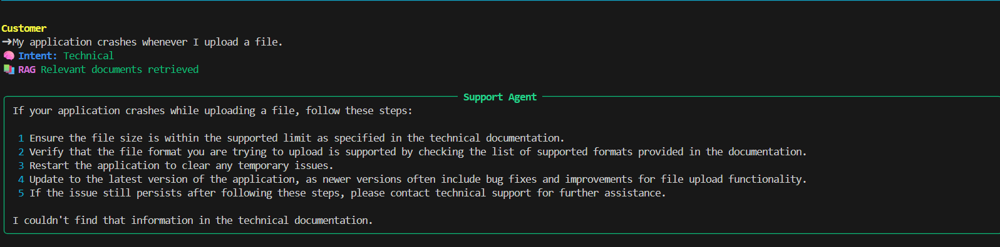 Customer
➔My application crashes whenever I upload a file.
🧠 Intent: Technical
📚 RAG Relevant documents retrieved
Support Agent
If your application crashes while uploading a file, follow these steps:
1 Ensure the file size is within the supported limit as specified in the technical documentation.
2 Verify that the file format you are trying to upload is supported by checking the list of supported formats provided in the documentation.
3 Restart the application to clear any temporary issues.
4 Update to the latest version of the application, as newer versions often include bug fixes and improvements for file upload functionality.
5 If the issue still persists after following these steps, please contact technical support for further assistance.
I couldn't find that information in the technical documentation.